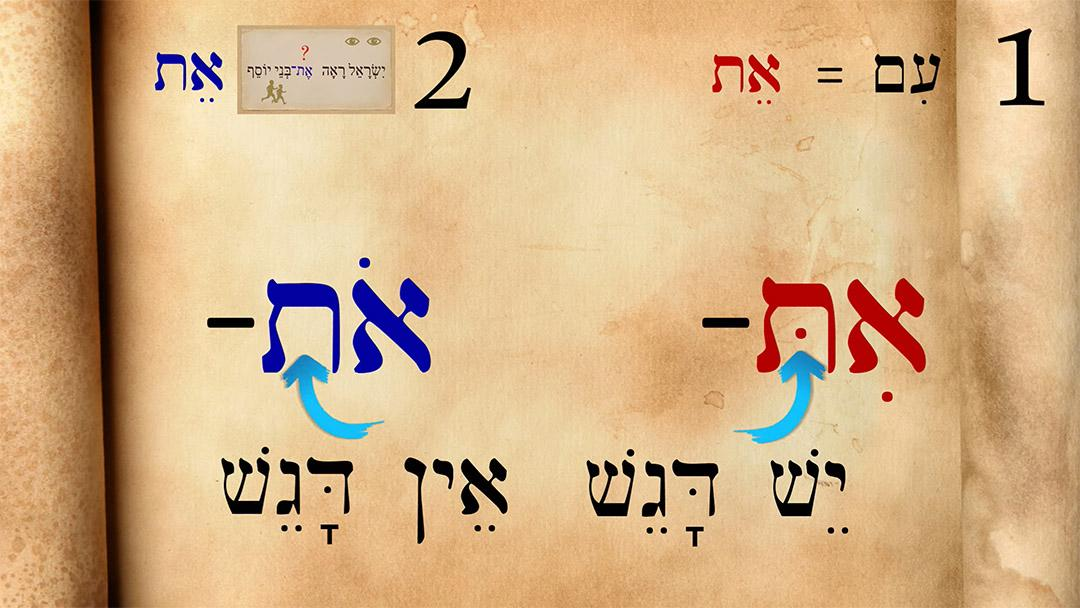 1 עִם = אֵת
2 ? יִשְׂרָאֵל רָאָה אֶת־בְּנֵי יוֹסֵף אֵת
אִתּ– אֹת–
יֵשׁ דָּגֵשׁ אֵין דָּגֵשׁ